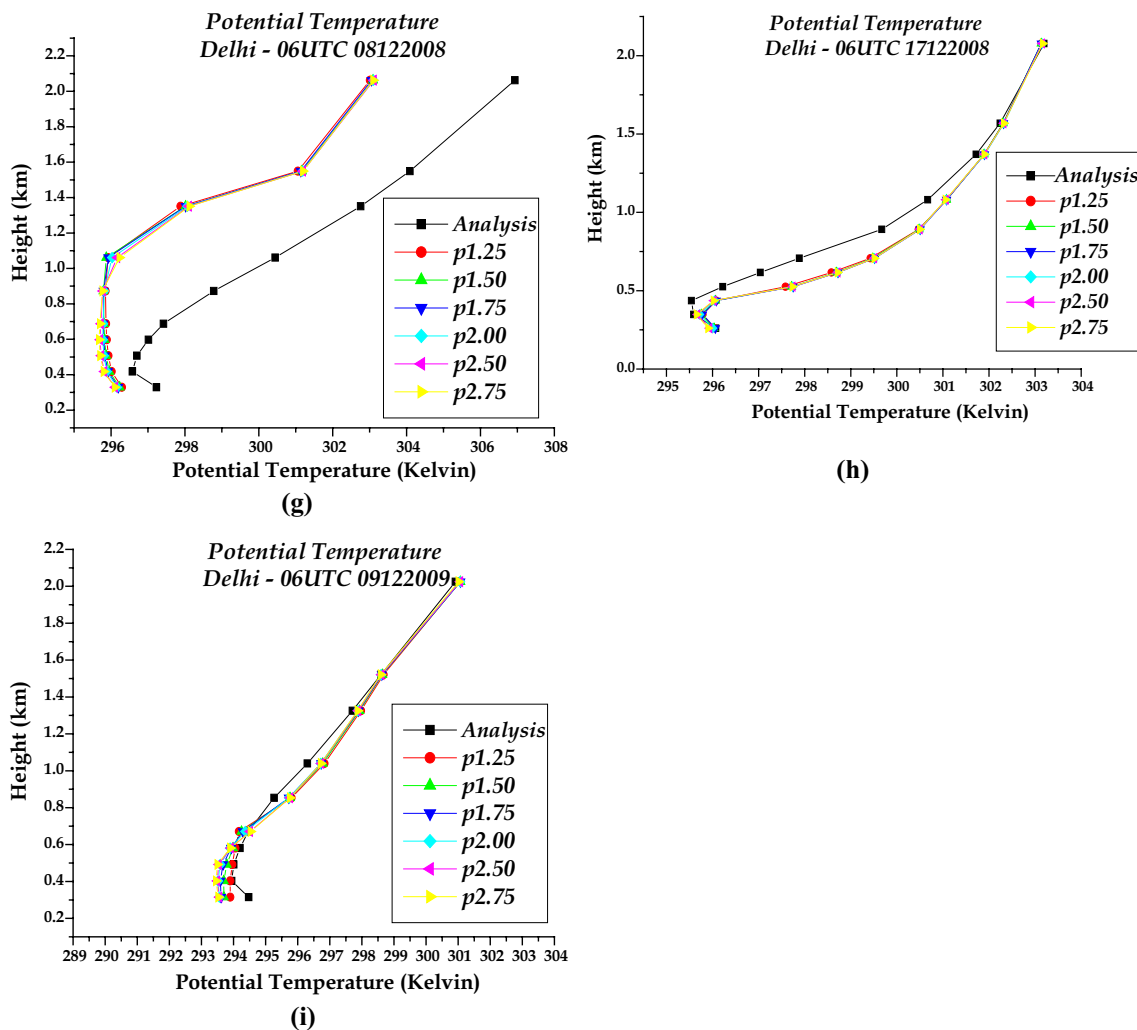 Potential Temperature
Delhi - 06UTC 08122008
2.2
2.0
1.8
1.6
1.4
1.2
1.0
0.8
0.6
0.4
0.2
Height (km)
Analysis
p1.25
p1.50
p1.75
p2.00
p2.50
p2.75
296 298 300 302 304 306 308
Potential Temperature (Kelvin)
(g)
Potential Temperature
Delhi - 06UTC 17122008
2.0
1.5
1.0
0.5
0.0
Height (km)
Analysis
p1.25
p1.50
p1.75
p2.00
p2.50
p2.75
295 296 297 298 299 300 301 302 303 304
Potential Temperature (Kelvin)
(h)
Potential Temperature
Delhi - 06UTC 09122009
2.2
2.0
1.8
1.6
1.4
1.2
1.0
0.8
0.6
0.4
0.2
Height (km)
Analysis
p1.25
p1.50
p1.75
p2.00
p2.50
p2.75
289 290 291 292 293 294 295 296 297 298 299 300 301 302 303 304
Potential Temperature (Kelvin)
(i)